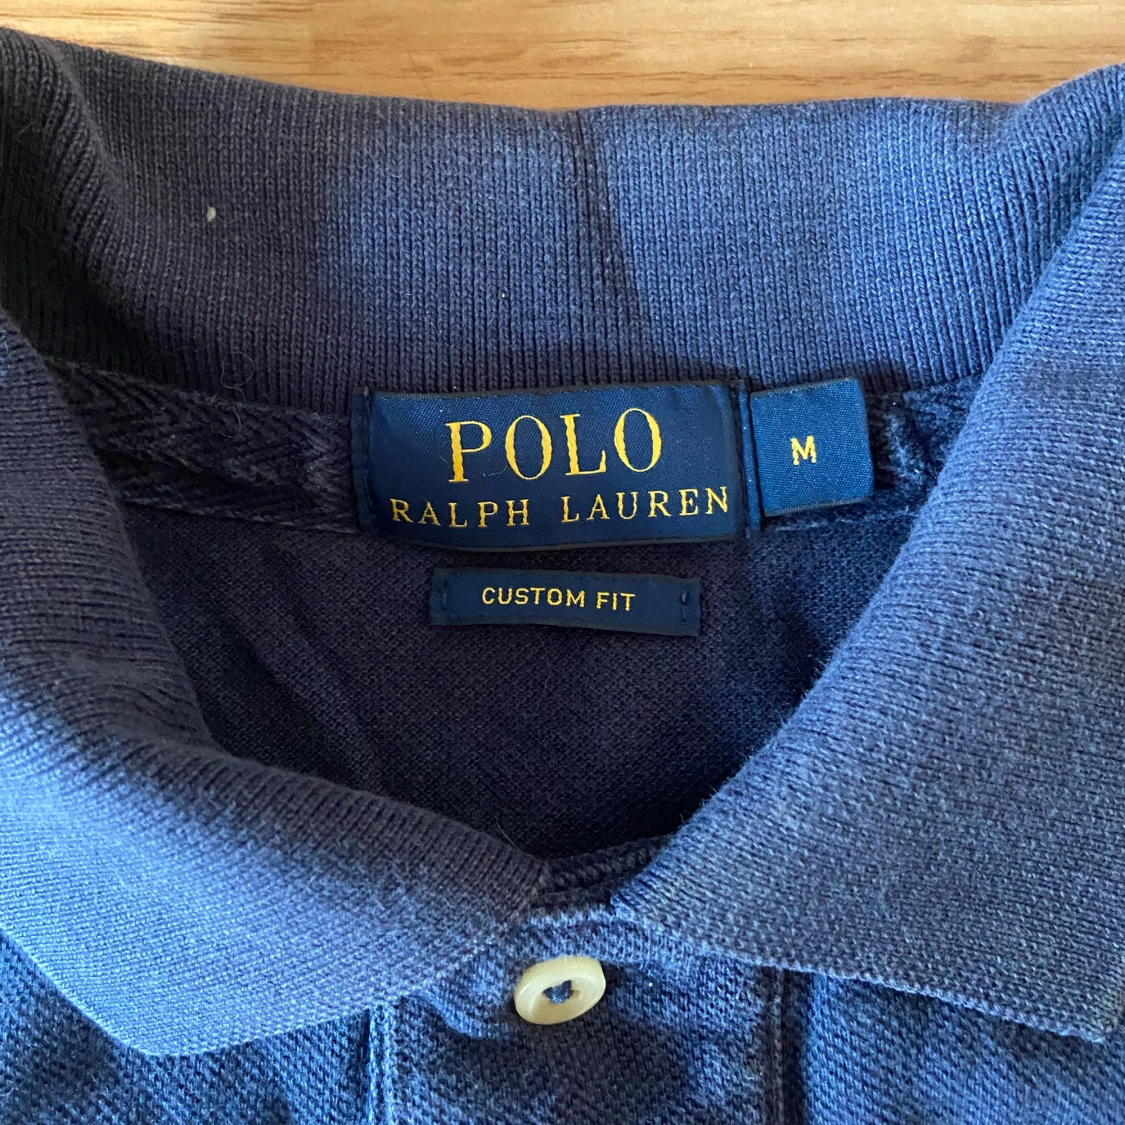 POLO
RALPH LAUREN
M
CUSTOM FIT